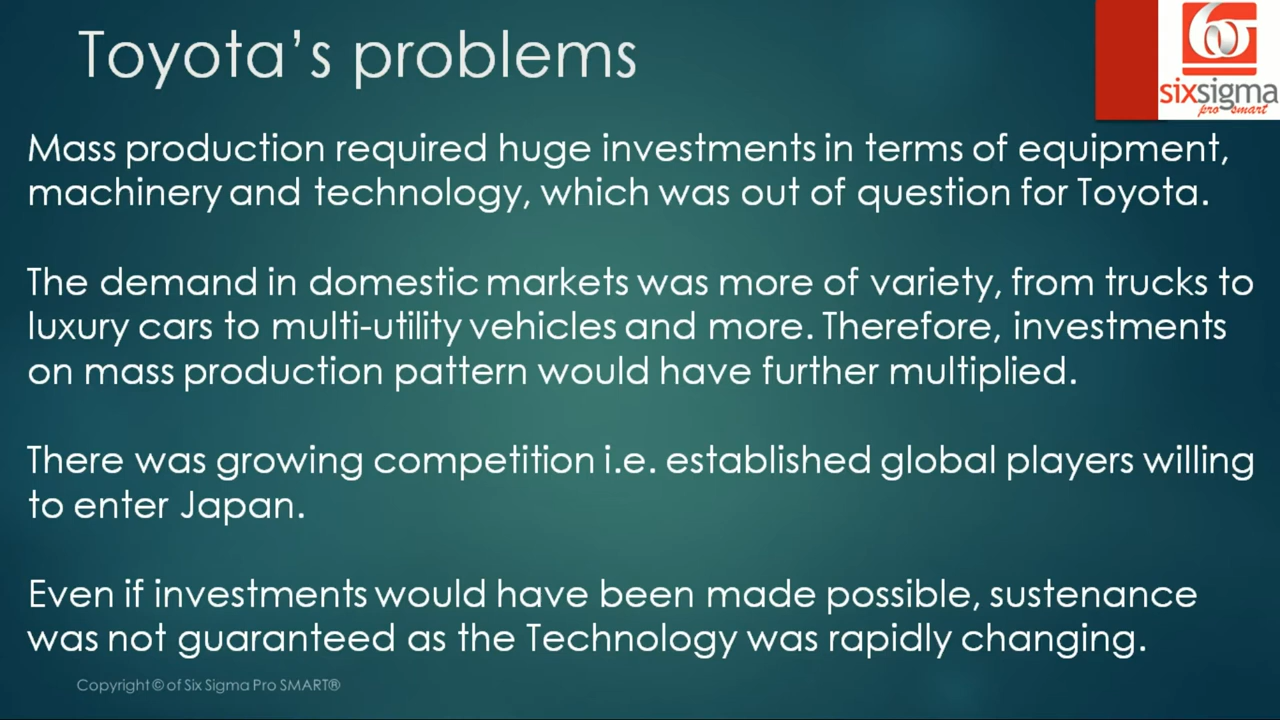 Toyota's problems
6σ
sixsigma
pro smart
Mass production required huge investments in terms of equipment,
machinery and technology, which was out of question for Toyota.
The demand in domestic markets was more of variety, from trucks to
luxury cars to multi-utility vehicles and more. Therefore, investments
on mass production pattern would have further multiplied.
There was growing competition i.e. established global players willing
to enter Japan.
Even if investments would have been made possible, sustenance
was not guaranteed as the Technology was rapidly changing.
Copyright © of Six Sigma Pro SMART®